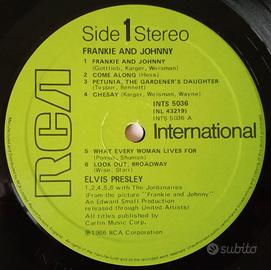 Side 1 Stereo
FRANKIE AND JOHNNY
1 FRANKIE AND JOHNNY
(Gottlieb, Karger, Weisman)
2 COME ALONG (Hess)
3 PETUNIA, THE GARDENER'S DAUGHTER
(Tepper, Bennett)
4 CHESAY (Karger, Weisman, Wayne)
INTS 5036
(NL 43219)
INTS 5036 A
RCA
International
5 WHAT EVERY WOMAN LIVES FOR
(Pomus, Shuman)
6 LOOK OUT, BROADWAY
(Wise, Starr)
ELVIS PRESLEY
1,2,4,5,6 with The Jordanaires
(From the picture "Frankie and Johnny"
An Edward Small Production
released through United Artists)
All titles published by
Carlin Music Corp.
℗1966 RCA Corporation
subito